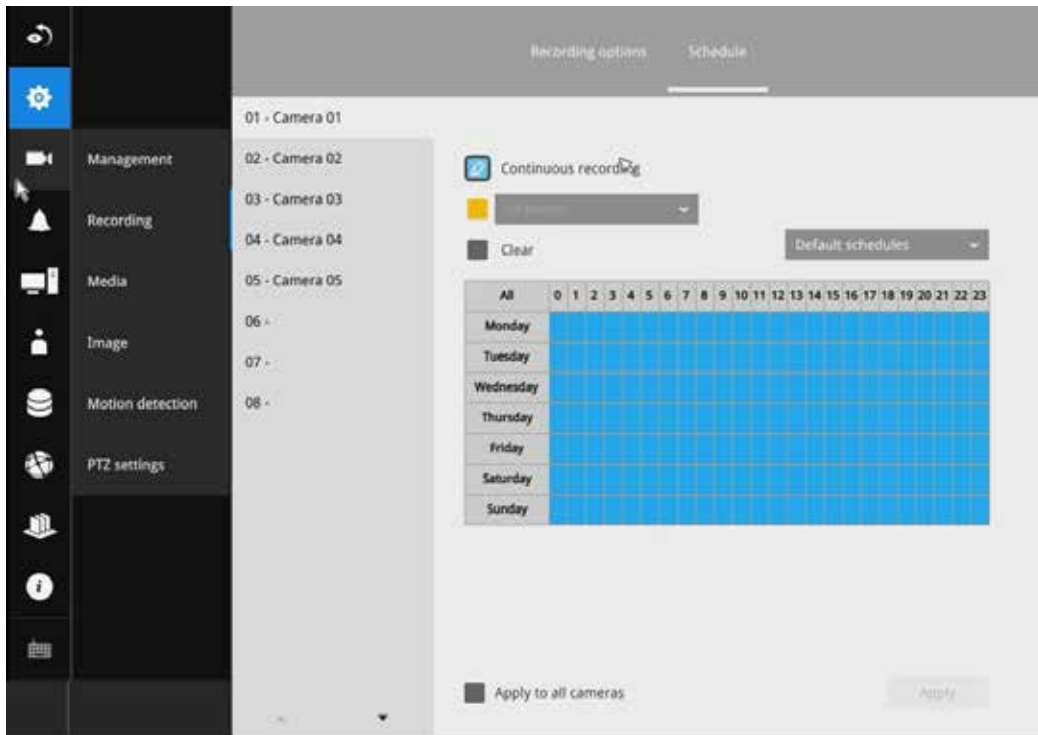 Recording options Schedule
01 - Camera 01
Management
02 - Camera 02
Continuous recording
03 - Camera 03
Recording
04 - Camera 04
Clear
Default schedules
Media
05 - Camera 05
All 0 1 2 3 4 5 6 7 8 9 10 11 12 13 14 15 16 17 18 19 20 21 22 23
06 -
Monday
Image
Tuesday
07 -
Wednesday
Motion detection
08 -
Thursday
Friday
PTZ settings
Saturday
Sunday
Apply to all cameras
Apply